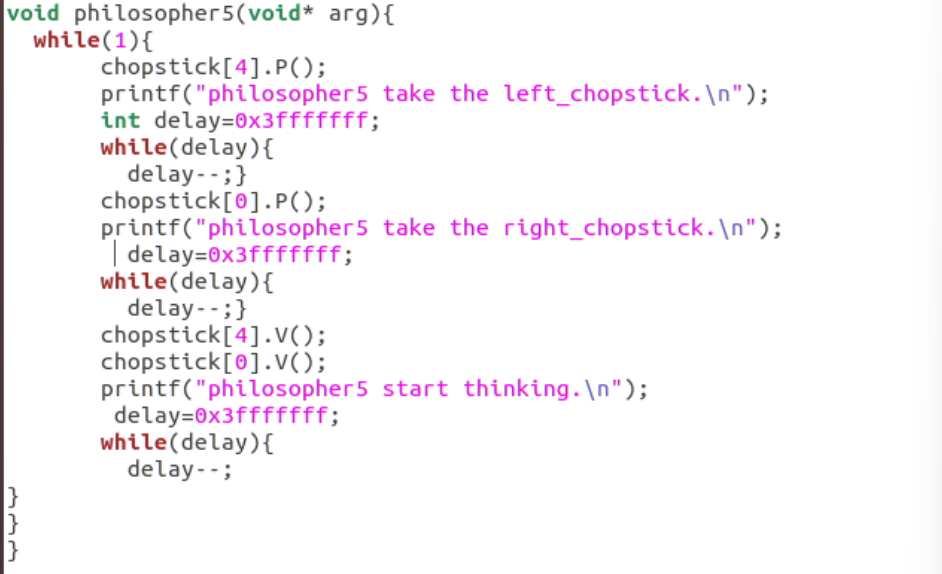 void philosopher5(void* arg){
  while(1){
       chopstick[4].P();
       printf("philosopher5 take the left_chopstick.\n");
       int delay=0x3fffffff;
       while(delay){
         delay--;}
       chopstick[0].P();
       printf("philosopher5 take the right_chopstick.\n");
         delay=0x3fffffff;
       while(delay){
         delay--;}
       chopstick[4].V();
       chopstick[0].V();
       printf("philosopher5 start thinking.\n");
        delay=0x3fffffff;
       while(delay){
         delay--;
}
}
}